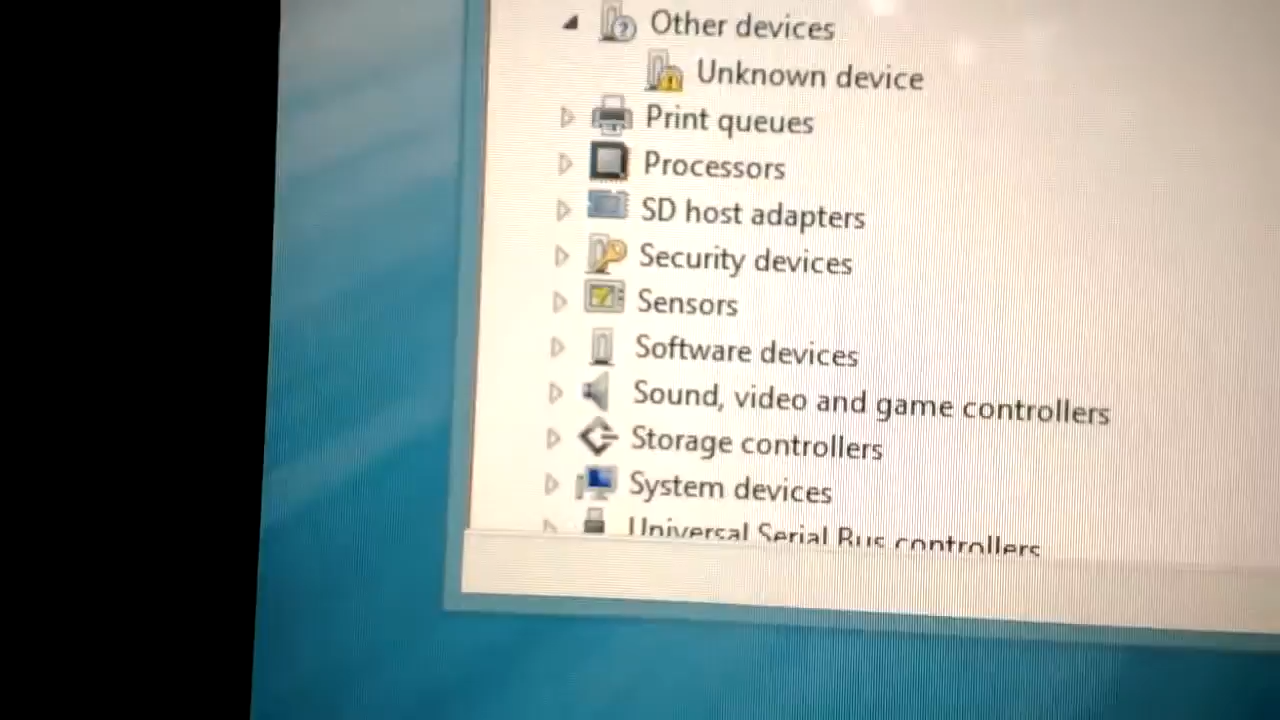 Other devices
Unknown device
Print queues
Processors
SD host adapters
Security devices
Sensors
Software devices
Sound, video and game controllers
Storage controllers
System devices
Universal Serial Bus controllers